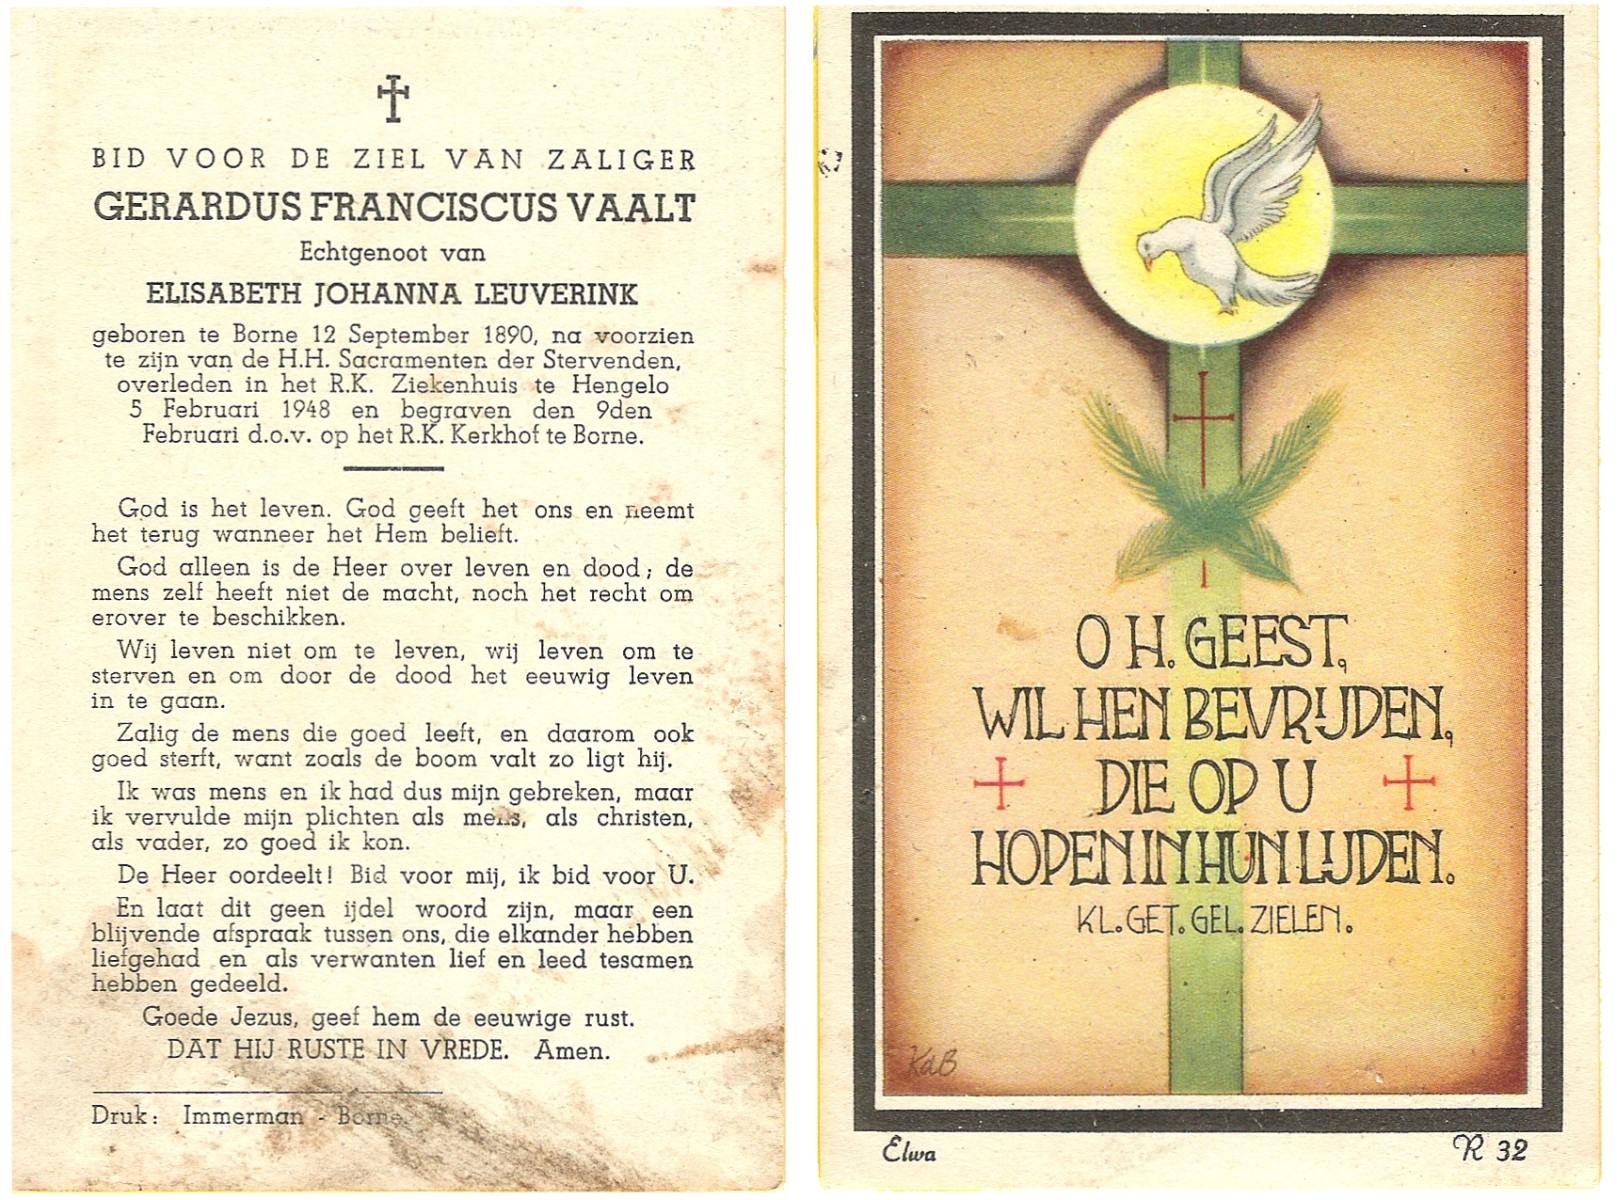 BID VOOR DE ZIEL VAN ZALIGER
GERARDUS FRANCISCUS VAALT
Echtgenoot van
ELISABETH JOHANNA LEUVERINK
geboren te Borne 12 September 1890, na voorzien
te zijn van de H.H. Sacramenten der Stervenden,
overleden in het R.K. Ziekenhuis te Hengelo
5 Februari 1948 en begraven den 9den
Februari d.o.v. op het R.K. Kerkhof te Borne.
God is het leven. God geeft het ons en neemt
het terug wanneer het Hem belieft.
God alleen is de Heer over leven en dood; de
mens zelf heeft niet de macht, noch het recht om
erover te beschikken.
Wij leven niet om te leven, wij leven om te
sterven en om door de dood het eeuwig leven
in te gaan.
Zalig de mens die goed leeft, en daarom ook
goed sterft, want zoals de boom valt zo ligt hij.
Ik was mens en ik had dus mijn gebreken, maar
ik vervulde mijn plichten als mens, als christen,
als vader, zo goed ik kon.
De Heer oordeelt! Bid voor mij, ik bid voor U.
En laat dit geen ijdel woord zijn, maar een
blijvende afspraak tussen ons, die elkander hebben
liefgehad en als verwanten lief en leed tesamen
hebben gedeeld.
Goede Jezus, geef hem de eeuwige rust.
DAT HIJ RUSTE IN VREDE. Amen.
Druk: Immerman - Borne.
O H. GEEST,
WIL HEN BEVRIJDEN,
DIE OP U
HOPEN IN HUN LIJDEN.
KL. GET. GEL. ZIELEN.
KdB
Elwa
R 32